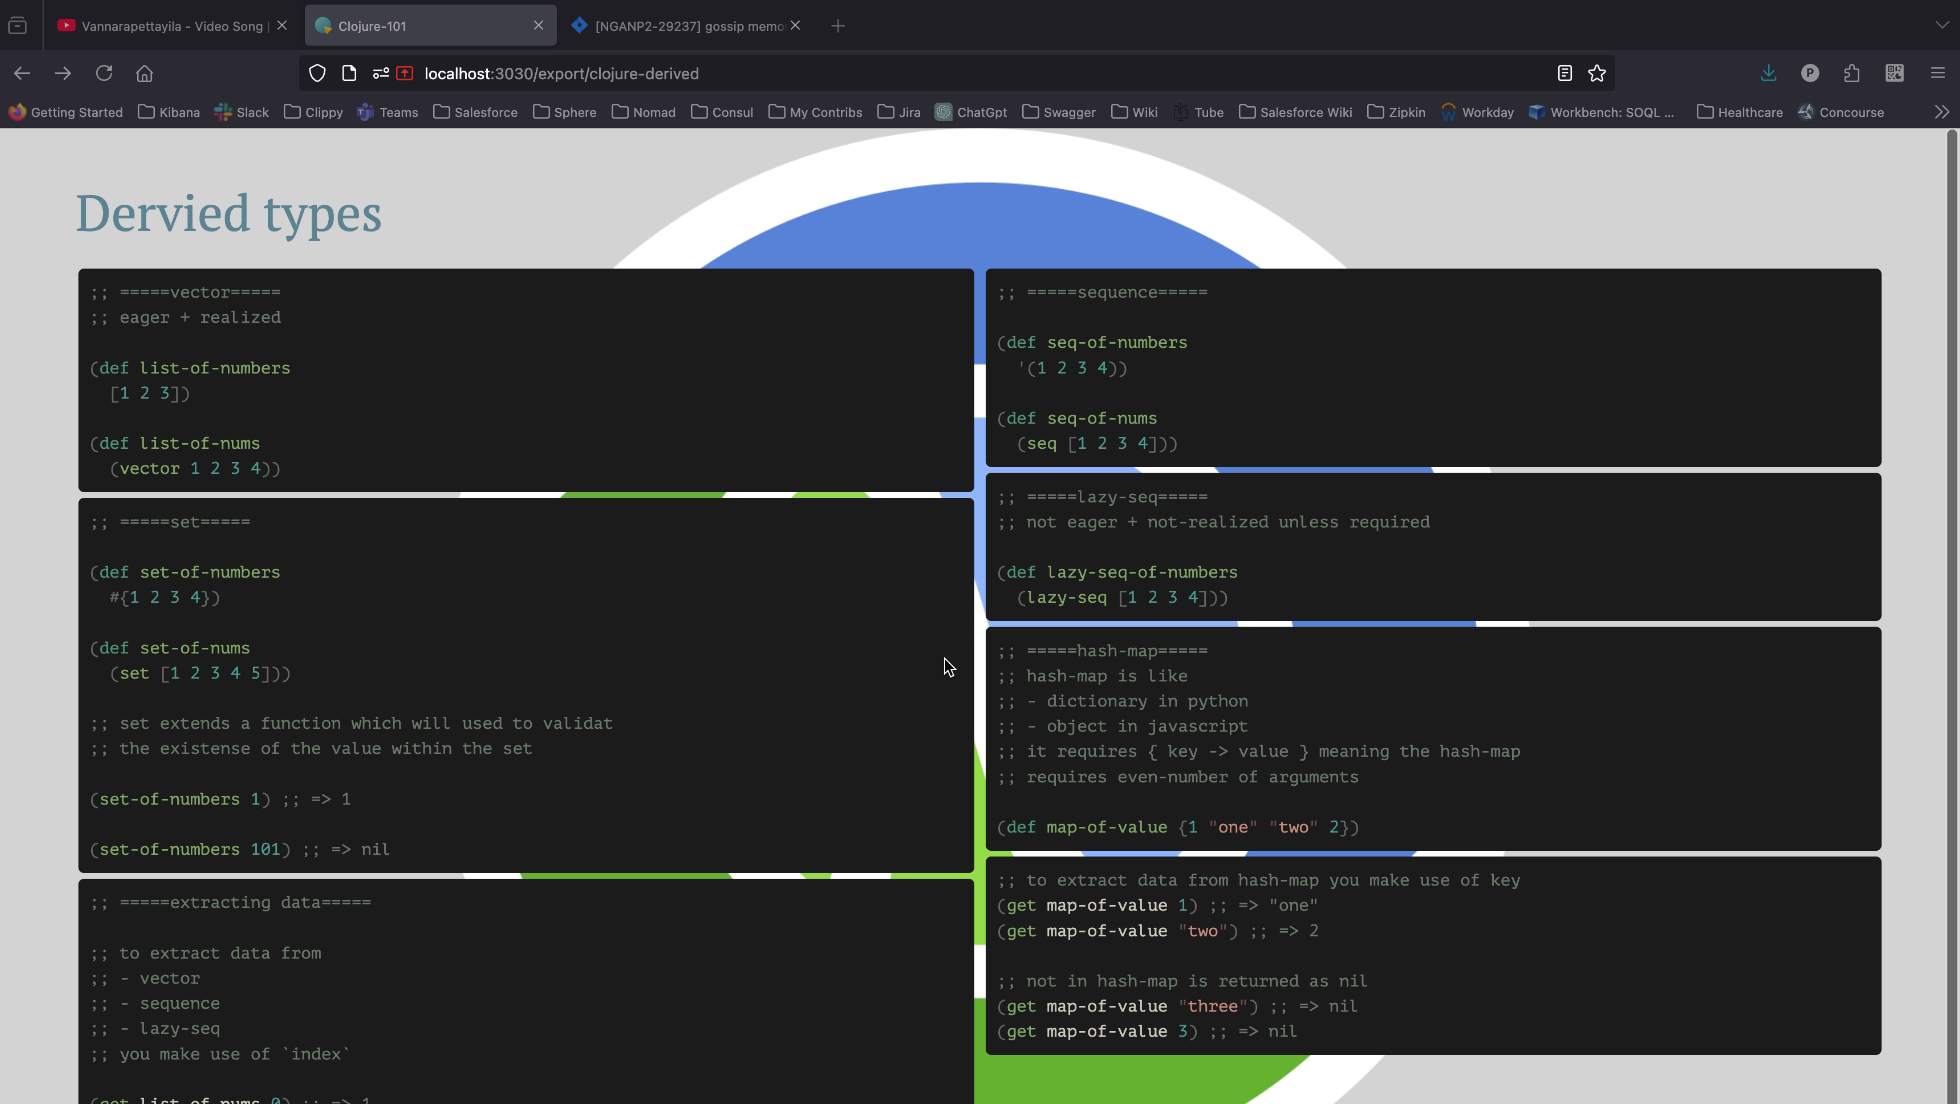 Vannarapettayila - Video Song |
Clojure-101
[NGANP2-29237] gossip memo
localhost:3030/export/clojure-derived
Getting Started Kibana Slack Clippy Teams Salesforce Sphere Nomad Consul My Contribs Jira ChatGpt Swagger Wiki Tube Salesforce Wiki Zipkin Workday Workbench: SOQL ... Healthcare Concourse
Dervied types
;; =====vector=====
;; eager + realized
(def list-of-numbers
[1 2 3])
(def list-of-nums
(vector 1 2 3 4))
;; =====set=====
(def set-of-numbers
#{1 2 3 4})
(def set-of-nums
(set [1 2 3 4 5]))
;; set extends a function which will used to validat
;; the existense of the value within the set
(set-of-numbers 1) ;; => 1
(set-of-numbers 101) ;; => nil
;; =====extracting data=====
;; to extract data from
;; - vector
;; - sequence
;; - lazy-seq
;; you make use of `index`
(get list-of-nums 0) ;; => 1
;; =====sequence=====
(def seq-of-numbers
'(1 2 3 4))
(def seq-of-nums
(seq [1 2 3 4]))
;; =====lazy-seq=====
;; not eager + not-realized unless required
(def lazy-seq-of-numbers
(lazy-seq [1 2 3 4]))
;; =====hash-map=====
;; hash-map is like
;; - dictionary in python
;; - object in javascript
;; it requires { key -> value } meaning the hash-map
;; requires even-number of arguments
(def map-of-value {1 "one" "two" 2})
;; to extract data from hash-map you make use of key
(get map-of-value 1) ;; => "one"
(get map-of-value "two") ;; => 2
;; not in hash-map is returned as nil
(get map-of-value "three") ;; => nil
(get map-of-value 3) ;; => nil